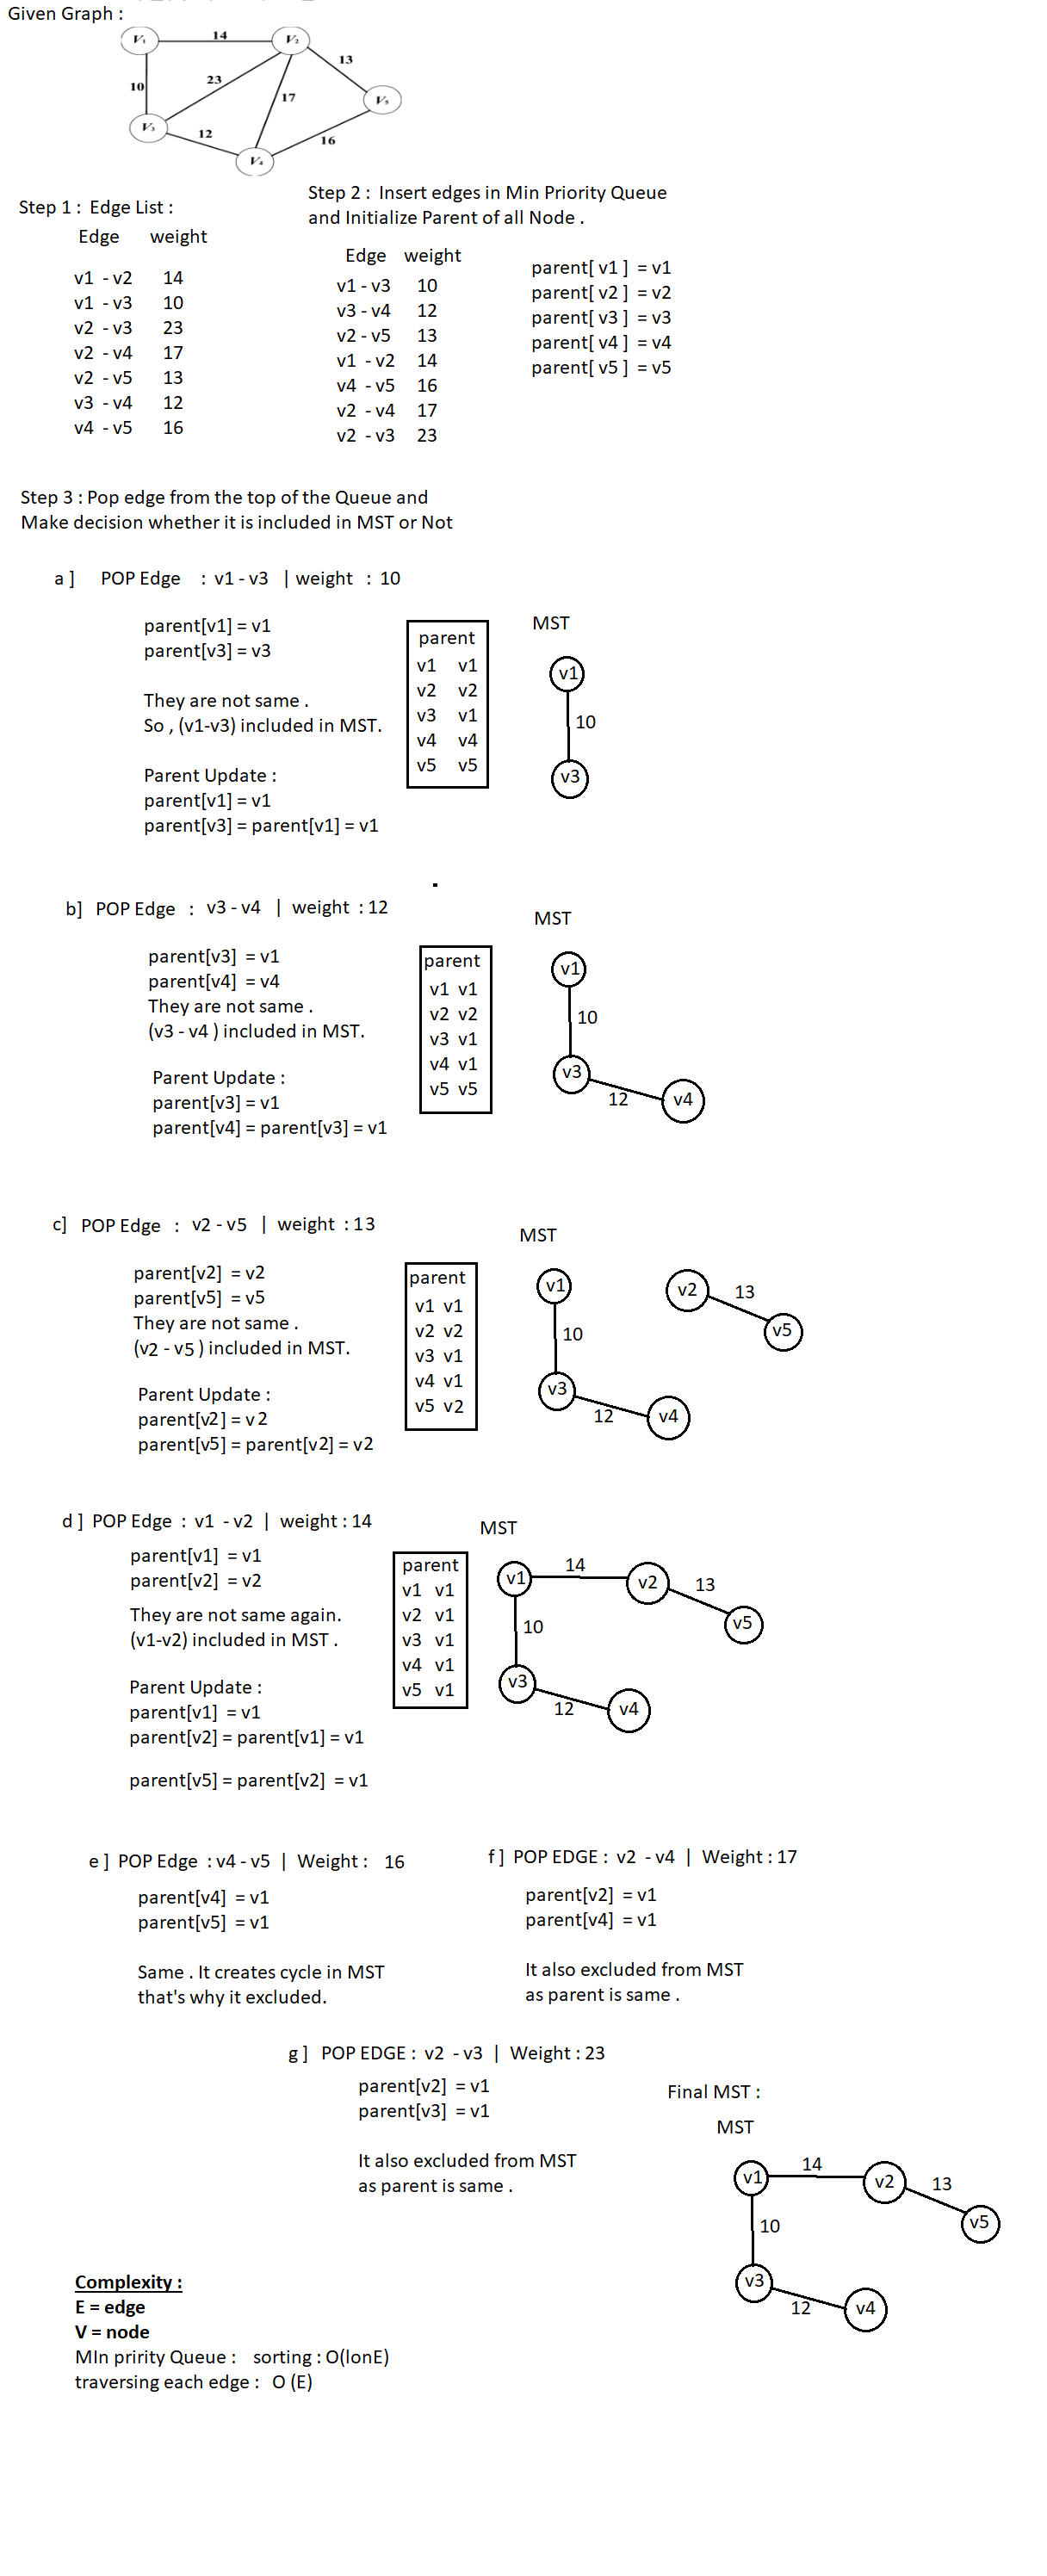 Given Graph :
V₁
14
V₂
13
10
23
17
V₅
V₃
12
16
V₄
Step 1 : Edge List :
Edge weight
v1 - v2 14
v1 - v3 10
v2 - v3 23
v2 - v4 17
v2 - v5 13
v3 - v4 12
v4 - v5 16
Step 2 : Insert edges in Min Priority Queue
and Initialize Parent of all Node .
Edge weight
v1 - v3 10
v3 - v4 12
v2 - v5 13
v1 - v2 14
v4 - v5 16
v2 - v4 17
v2 - v3 23
parent[ v1 ] = v1
parent[ v2 ] = v2
parent[ v3 ] = v3
parent[ v4 ] = v4
parent[ v5 ] = v5
Step 3 : Pop edge from the top of the Queue and
Make decision whether it is included in MST or Not
a ] POP Edge : v1 - v3 | weight : 10
parent[v1] = v1
parent[v3] = v3
They are not same .
So , (v1-v3) included in MST.
Parent Update :
parent[v1] = v1
parent[v3] = parent[v1] = v1
parent
v1 v1
v2 v2
v3 v1
v4 v4
v5 v5
MST
v1
10
v3
b] POP Edge : v3 - v4 | weight : 12
parent[v3] = v1
parent[v4] = v4
They are not same .
(v3 - v4 ) included in MST.
Parent Update :
parent[v3] = v1
parent[v4] = parent[v3] = v1
parent
v1 v1
v2 v2
v3 v1
v4 v1
v5 v5
MST
v1
10
v3
12
v4
c] POP Edge : v2 - v5 | weight : 13
parent[v2] = v2
parent[v5] = v5
They are not same .
(v2 - v5 ) included in MST.
Parent Update :
parent[v2] = v2
parent[v5] = parent[v2] = v2
parent
v1 v1
v2 v2
v3 v1
v4 v1
v5 v2
MST
v1
v2
13
v5
10
v3
12
v4
d ] POP Edge : v1 - v2 | weight : 14
parent[v1] = v1
parent[v2] = v2
They are not same again.
(v1-v2) included in MST .
Parent Update :
parent[v1] = v1
parent[v2] = parent[v1] = v1
parent[v5] = parent[v2] = v1
parent
v1 v1
v2 v1
v3 v1
v4 v1
v5 v1
MST
v1
14
v2
13
v5
10
v3
12
v4
e ] POP Edge : v4 - v5 | Weight : 16
parent[v4] = v1
parent[v5] = v1
Same . It creates cycle in MST
that's why it excluded.
f ] POP EDGE : v2 - v4 | Weight : 17
parent[v2] = v1
parent[v4] = v1
It also excluded from MST
as parent is same .
g ] POP EDGE : v2 - v3 | Weight : 23
parent[v2] = v1
parent[v3] = v1
It also excluded from MST
as parent is same .
Final MST :
MST
v1
14
v2
13
v5
10
v3
12
v4
Complexity :
E = edge
V = node
MIn pririty Queue : sorting : O(lonE)
traversing each edge : O (E)